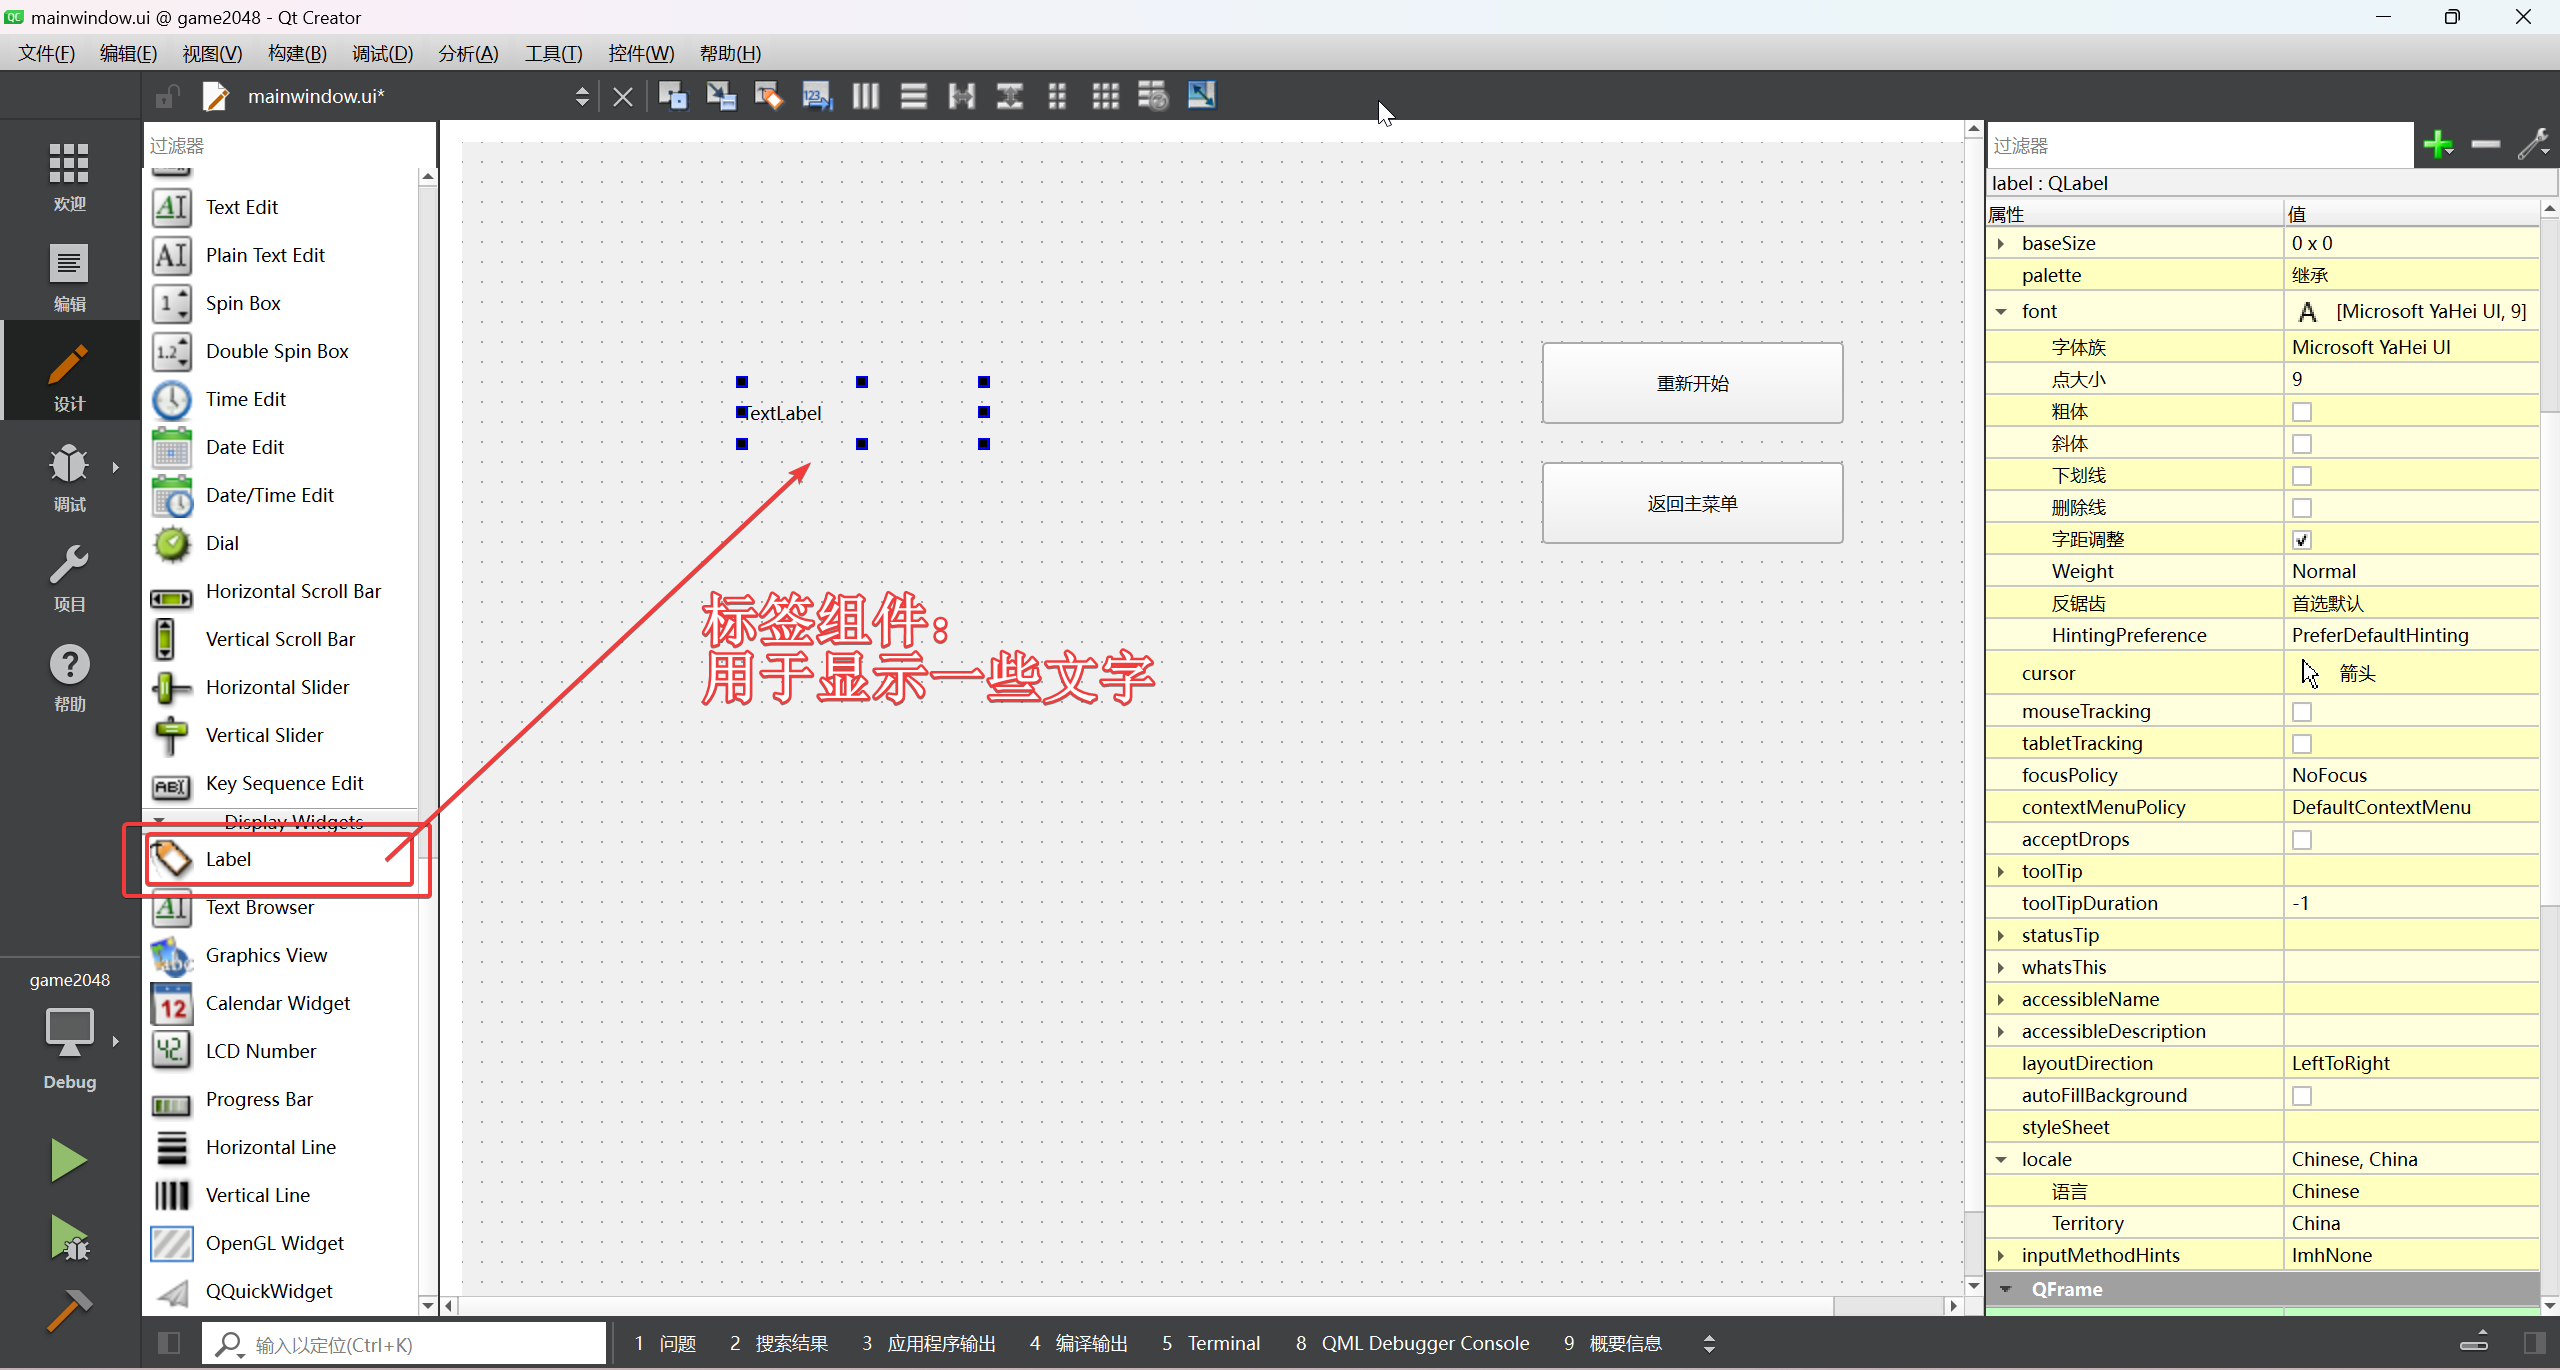 mainwindow.ui @ game2048 - Qt Creator
文件(F) 编辑(E) 视图(V) 构建(B) 调试(D) 分析(A) 工具(T) 控件(W) 帮助(H)
mainwindow.ui*
欢迎
编辑
设计
调试
项目
帮助
game2048
Debug
过滤器
Text Edit
Plain Text Edit
Spin Box
Double Spin Box
Time Edit
Date Edit
Date/Time Edit
Dial
Horizontal Scroll Bar
Vertical Scroll Bar
Horizontal Slider
Vertical Slider
Key Sequence Edit
Display Widgets
Label
Text Browser
Graphics View
Calendar Widget
LCD Number
Progress Bar
Horizontal Line
Vertical Line
OpenGL Widget
QQuickWidget
TextLabel
重新开始
返回主菜单
标签组件：
用于显示一些文字
过滤器
label : QLabel
属性 值
baseSize 0 x 0
palette 继承
font A [Microsoft YaHei UI, 9]
字体族 Microsoft YaHei UI
点大小 9
粗体
斜体
下划线
删除线
字距调整
Weight Normal
反锯齿 首选默认
HintingPreference PreferDefaultHinting
cursor 箭头
mouseTracking
tabletTracking
focusPolicy NoFocus
contextMenuPolicy DefaultContextMenu
acceptDrops
toolTip
toolTipDuration -1
statusTip
whatsThis
accessibleName
accessibleDescription
layoutDirection LeftToRight
autoFillBackground
styleSheet
locale Chinese, China
语言 Chinese
Territory China
inputMethodHints ImhNone
QFrame
输入以定位(Ctrl+K) 1 问题 2 搜索结果 3 应用程序输出 4 编译输出 5 Terminal 8 QML Debugger Console 9 概要信息